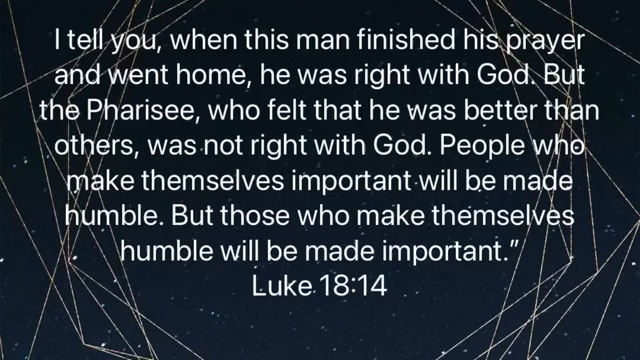 I tell you, when this man finished his prayer
and went home, he was right with God. But
the Pharisee, who felt that he was better than
others, was not right with God. People who
make themselves important will be made
humble. But those who make themselves
humble will be made important.”
Luke 18:14